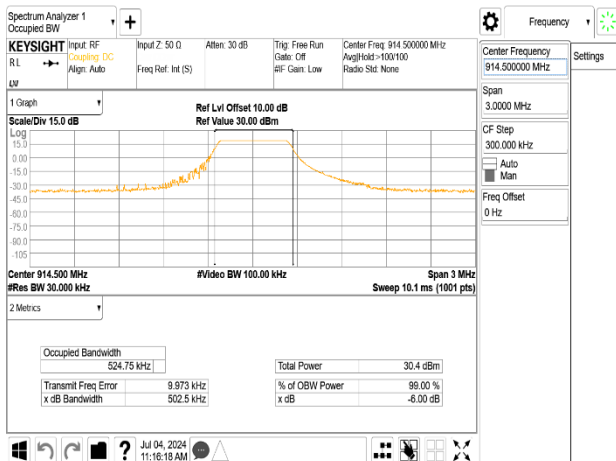 Spectrum Analyzer 1
Occupied BW
Frequency
KEYSIGHT
Input: RF
Input Z: 50 Ω
Atten: 30 dB
Trig: Free Run
Center Freq: 914.500000 MHz
RL
Coupling: DC
Gate: Off
Avg|Hold:>100/100
Align: Auto
Freq Ref: Int (S)
#IF Gain: Low
Radio Std: None
Center Frequency
914.500000 MHz
Settings
Span
3.0000 MHz
CF Step
300.000 kHz
Auto
Man
Freq Offset
0 Hz
1 Graph
Scale/Div 15.0 dB
Ref Lvl Offset 10.00 dB
Ref Value 30.00 dBm
Log
15.0
0.00
-15.0
-30.0
-45.0
-60.0
-75.0
-90.0
-105
Center 914.500 MHz
#Video BW 100.00 kHz
Span 3 MHz
#Res BW 30.000 kHz
Sweep 10.1 ms (1001 pts)
2 Metrics
Occupied Bandwidth
524.75 kHz
Total Power
30.4 dBm
Transmit Freq Error
9.973 kHz
% of OBW Power
99.00 %
x dB Bandwidth
502.5 kHz
x dB
-6.00 dB
?
Jul 04, 2024
11:16:18 AM